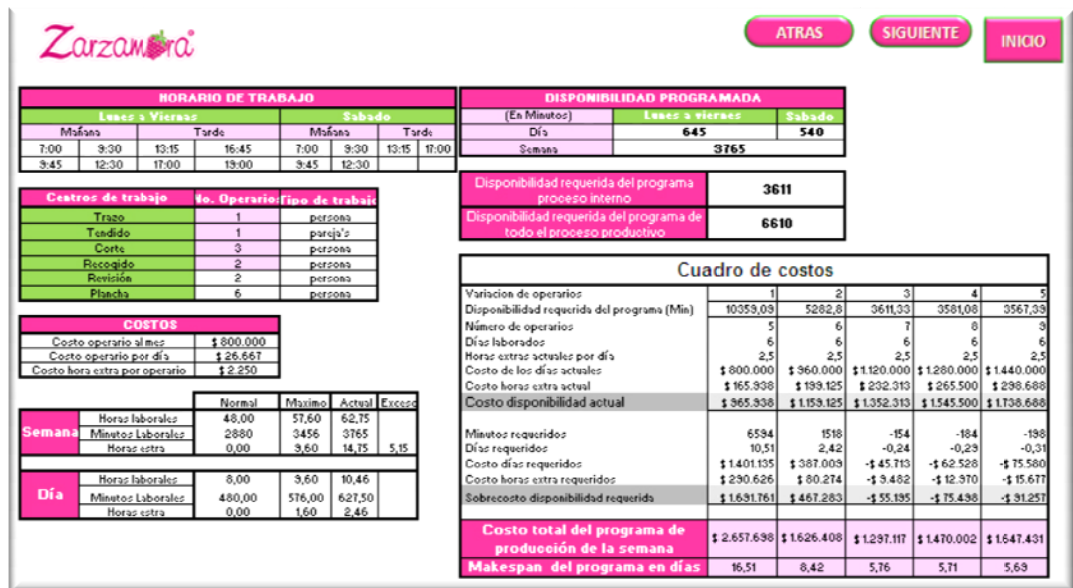 Zarzamora
ATRAS SIGUIENTE INICIO
HORARIO DE TRABAJO
Lunes a Viernes Sabado
Mañana Tarde Mañana Tarde
7:00 9:30 13:15 16:45 7:00 9:30 13:15 17:00
9:45 12:30 17:00 19:00 9:45 12:30
DISPONIBILIDAD PROGRAMADA
(En Minutos) Lunes a viernes Sabado
Día 645 540
Semana 3765
Disponibilidad requerida del programa
proceso interno
3611
Disponibilidad requerida del programa de
todo el proceso productivo
6610
Centros de trabajo No. Operarios Tipo de trabajo
Trazo 1 persona
Tendido 1 pareja's
Corte 3 persona
Recogido 2 persona
Revisión 2 persona
Plancha 6 persona
COSTOS
Costo operario al mes $ 800.000
Costo operario por día $ 26.667
Costo hora extra por operario $ 2.250
Normal Maximo Actual Exceso
Semana
Horas laborales 48,00 57,60 62,75
Minutos Laborales 2880 3456 3765
Horas estra 0,00 9,60 14,75 5,15
Día
Horas laborales 8,00 9,60 10,46
Minutos Laborales 480,00 576,00 627,50
Horas estra 0,00 1,60 2,46
Cuadro de costos
Variacion de operarios 1 2 3 4 5
Disponibilidad requerida del programa (Min) 10359,09 5282,8 3611,33 3581,08 3567,39
Número de operarios 5 6 7 8 9
Días laborados 6 6 6 6 6
Horas extras actuales por día 2,5 2,5 2,5 2,5 2,5
Costo de los días actuales $ 800.000 $ 960.000 $ 1.120.000 $ 1.280.000 $ 1.440.000
Costo horas extra actual $ 165.938 $ 199.125 $ 232.313 $ 265.500 $ 298.688
Costo disponibilidad actual $ 965.938 $ 1.159.125 $ 1.352.313 $ 1.545.500 $ 1.738.688
Minutos requeridos 6594 1518 -154 -184 -198
Días requeridos 10,51 2,42 -0,24 -0,29 -0,31
Costo días requeridos $ 1.401.135 $ 387.009 -$ 45.713 -$ 62.528 -$ 75.580
Costo horas extra requeridos $ 290.626 $ 80.274 -$ 9.482 -$ 12.970 -$ 15.677
Sobrecosto disponibilidad requerida $ 1.691.761 $ 467.283 -$ 55.195 -$ 75.498 -$ 91.257
Costo total del programa de
producción de la semana
$ 2.657.698 $ 1.626.408 $ 1.297.117 $ 1.470.002 $ 1.647.431
Makespan del programa en días 16,51 8,42 5,76 5,71 5,69